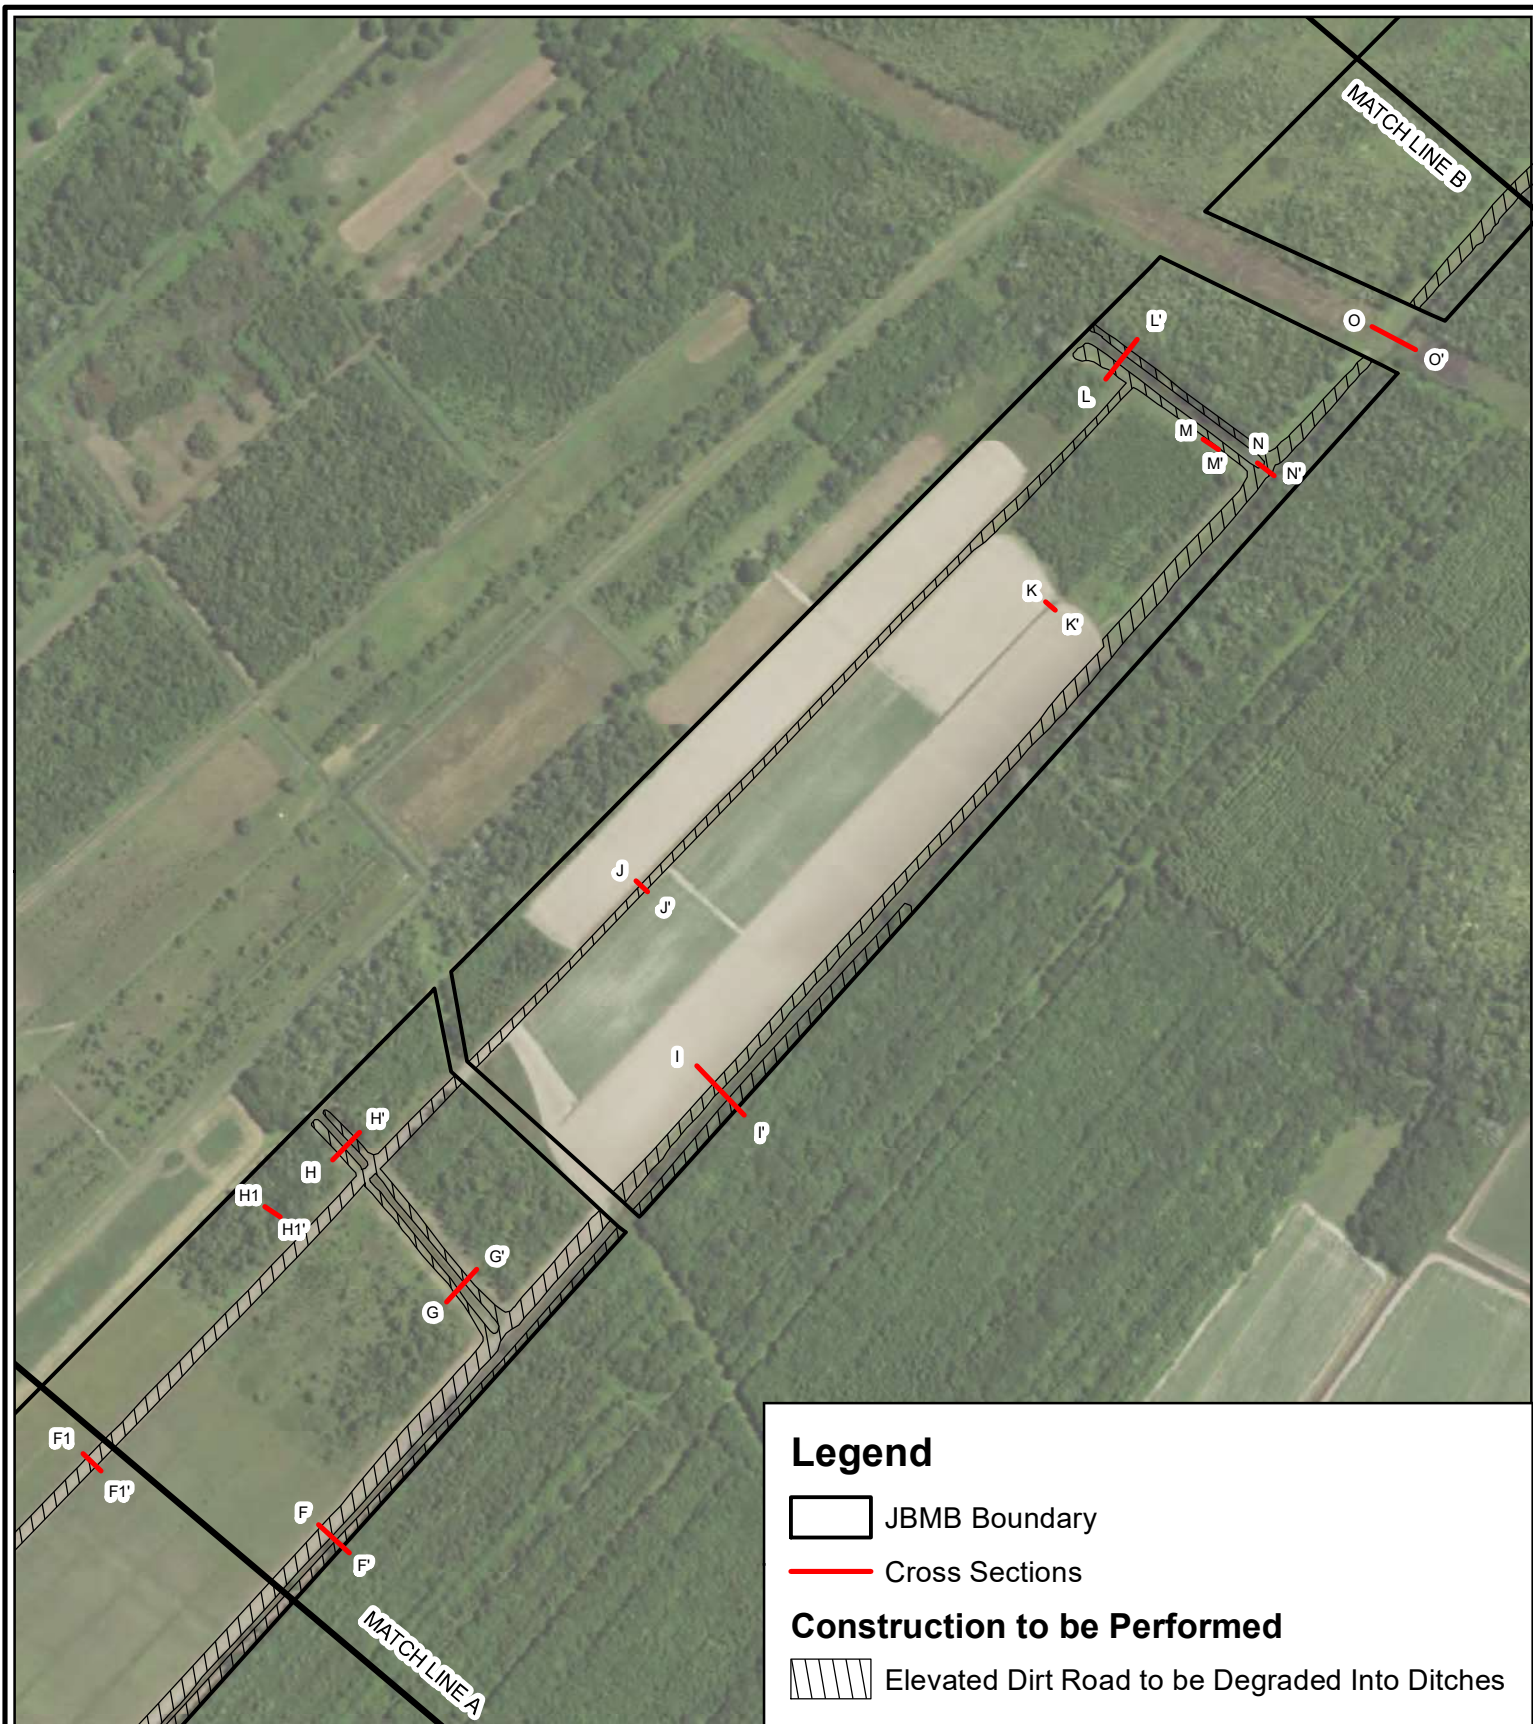 MATCH LINE B
O
O'
L'
L
M
M'
N
N'
K
K'
J
J'
I
I'
H'
H
H1
H1'
G'
G
F1
F1'
F
F'
MATCH LINE A
Legend
JBMB Boundary
Cross Sections
Construction to be Performed
Elevated Dirt Road to be Degraded Into Ditches